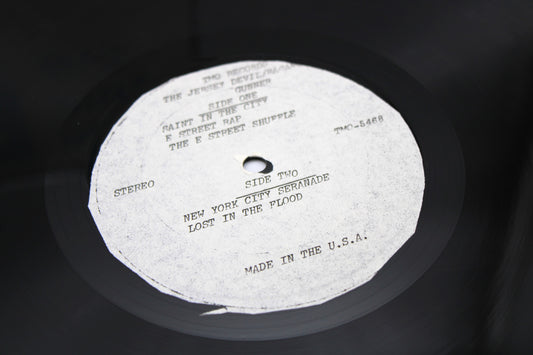 TMQ RECORDS
THE JERSEY DEVIL/
GUNNER
SIDE ONE
SAINT IN THE CITY
E STREET RAP
THE E STREET SHUFFLE
TMQ-5468
STEREO
SIDE TWO
NEW YORK CITY SERANADE
LOST IN THE FLOOD
MADE IN THE U.S.A.